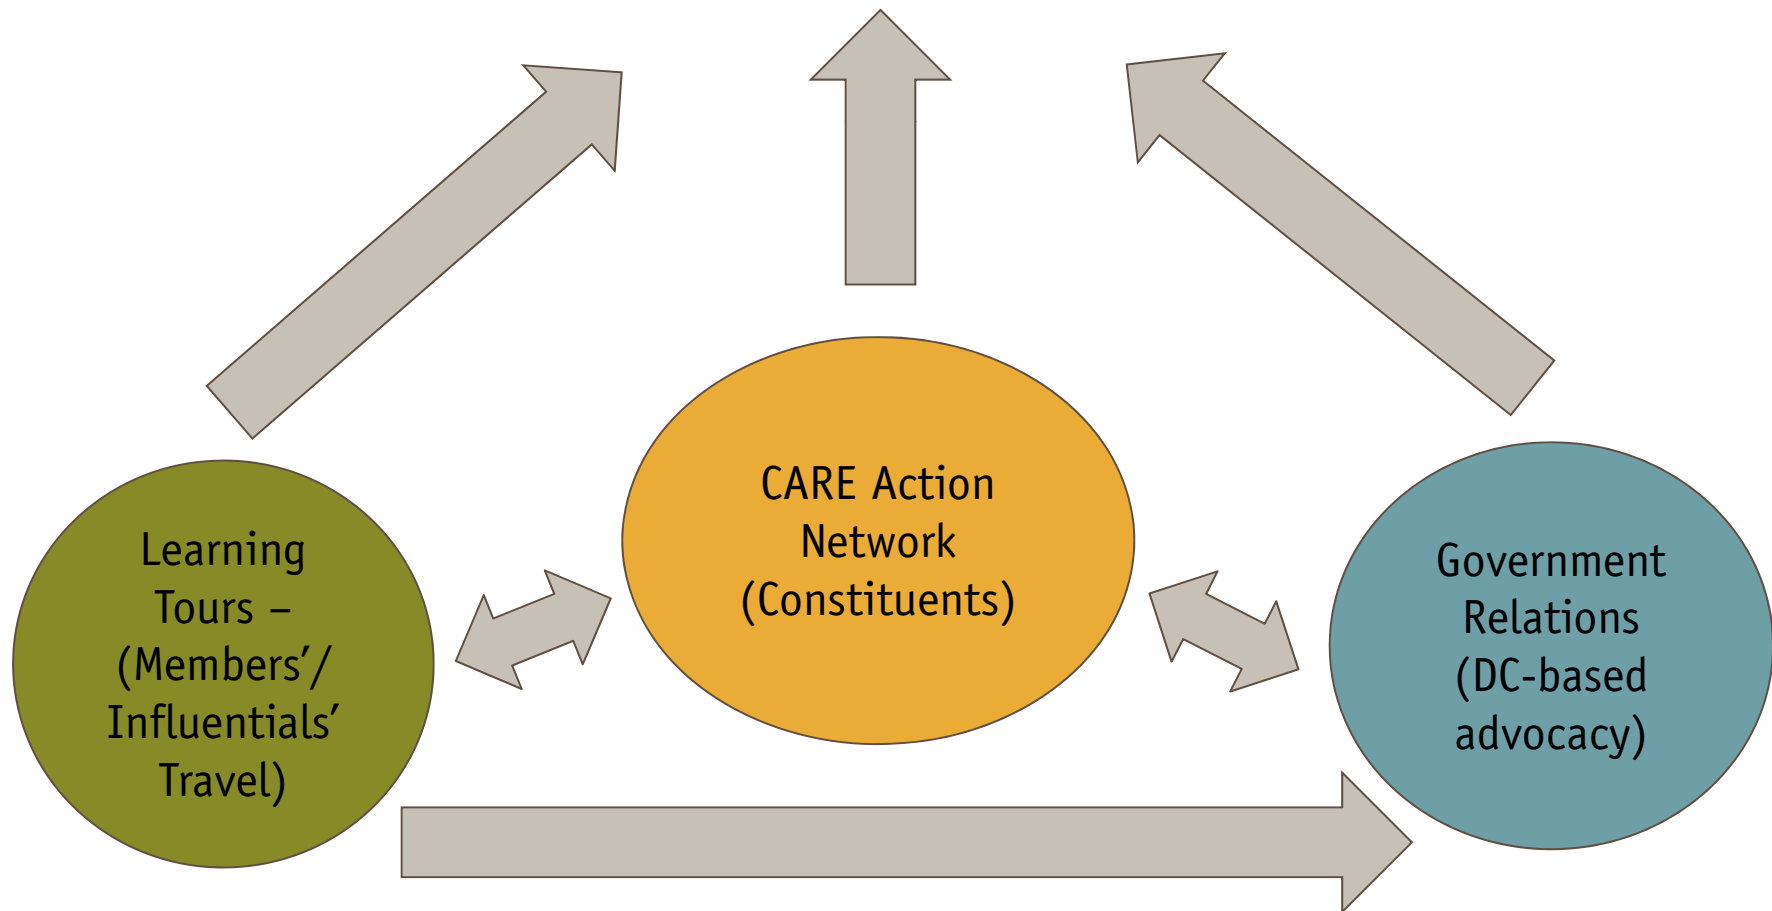 CARE Action
Network
(Constituents)
Learning
Tours –
(Members’/
Influentials’
Travel)
Government
Relations
(DC-based
advocacy)